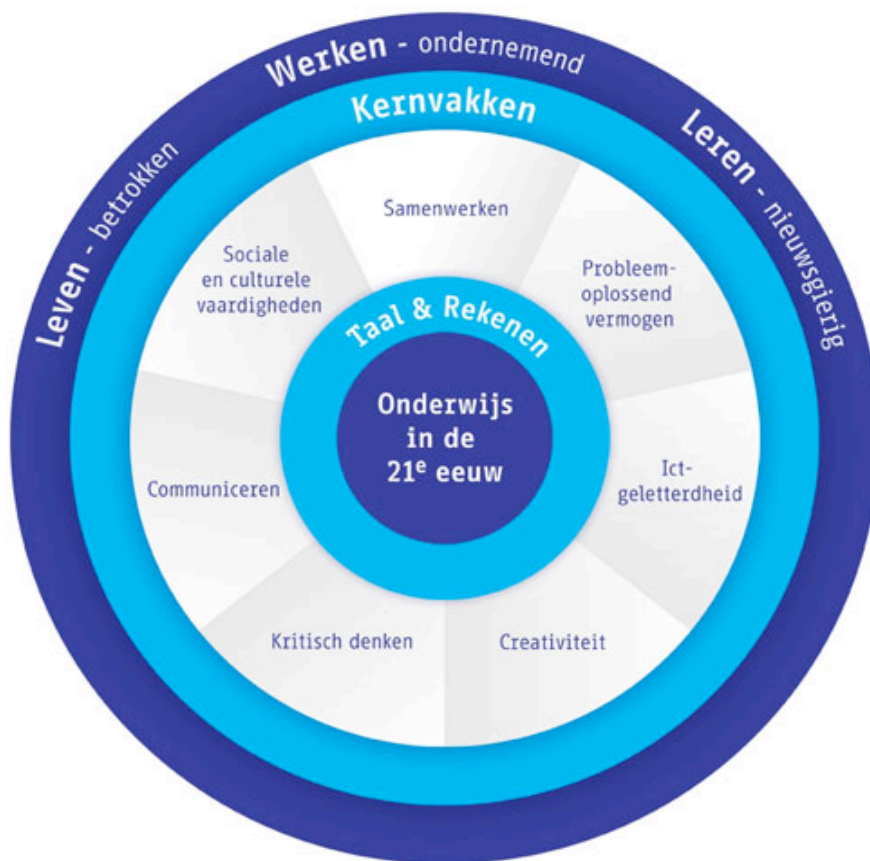 Werken - ondernemend
Leven - betrokken
Leren - nieuwsgierig
Kernvakken
Samenwerken
Sociale
en culturele
vaardigheden
Probleem-
oplossend
vermogen
Taal & Rekenen
Onderwijs
in de
21e eeuw
Communiceren
Ict-
geletterdheid
Kritisch denken
Creativiteit